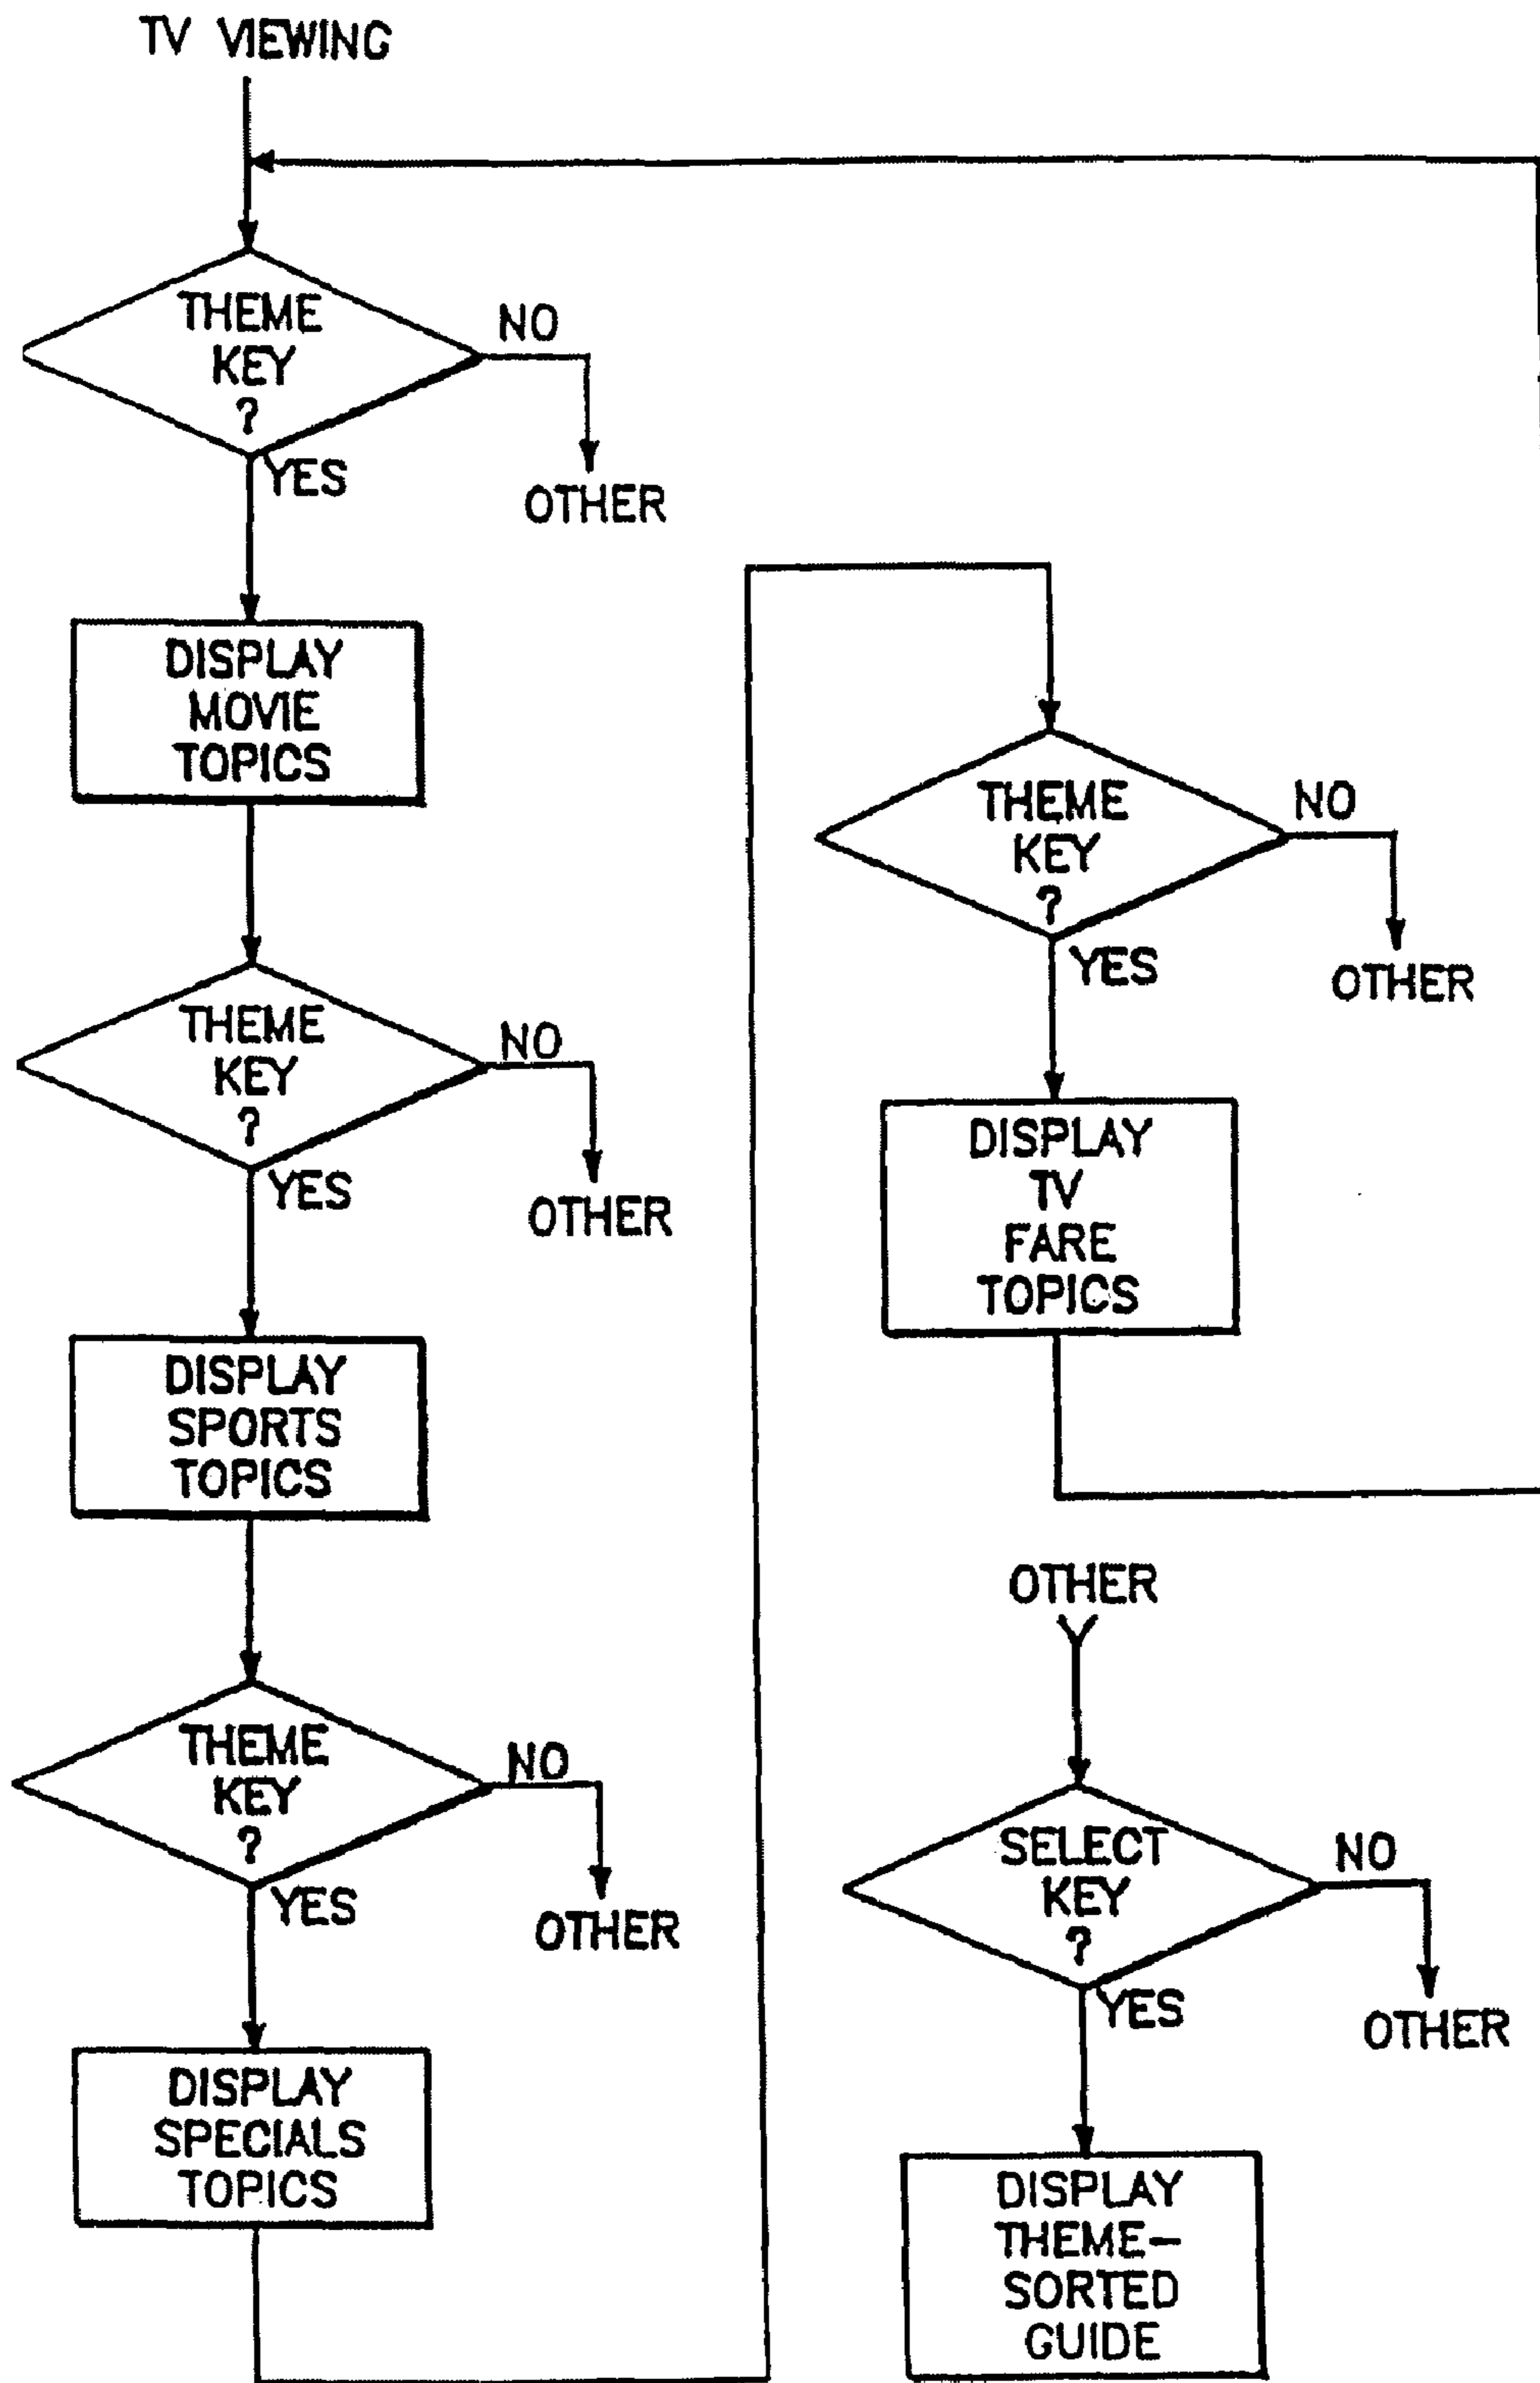 TV VIEWING
THEME
KEY
?
NO
YES
OTHER
DISPLAY
MOVIE
TOPICS
THEME
KEY
?
NO
YES
OTHER
DISPLAY
SPORTS
TOPICS
THEME
KEY
?
NO
YES
OTHER
DISPLAY
SPECIALS
TOPICS
THEME
KEY
?
NO
YES
OTHER
DISPLAY
TV
FARE
TOPICS
OTHER
SELECT
KEY
?
NO
YES
OTHER
DISPLAY
THEME-
SORTED
GUIDE